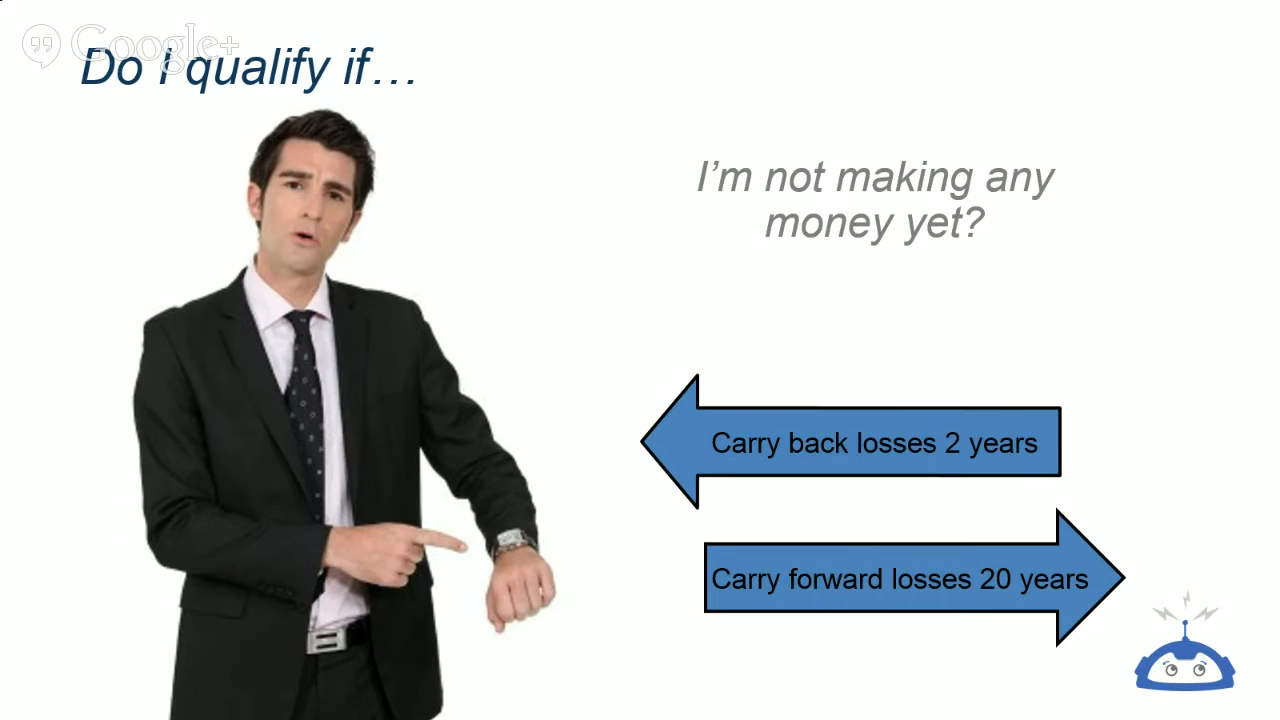 Google+
Do I qualify if…
I'm not making any
money yet?
Carry back losses 2 years
Carry forward losses 20 years